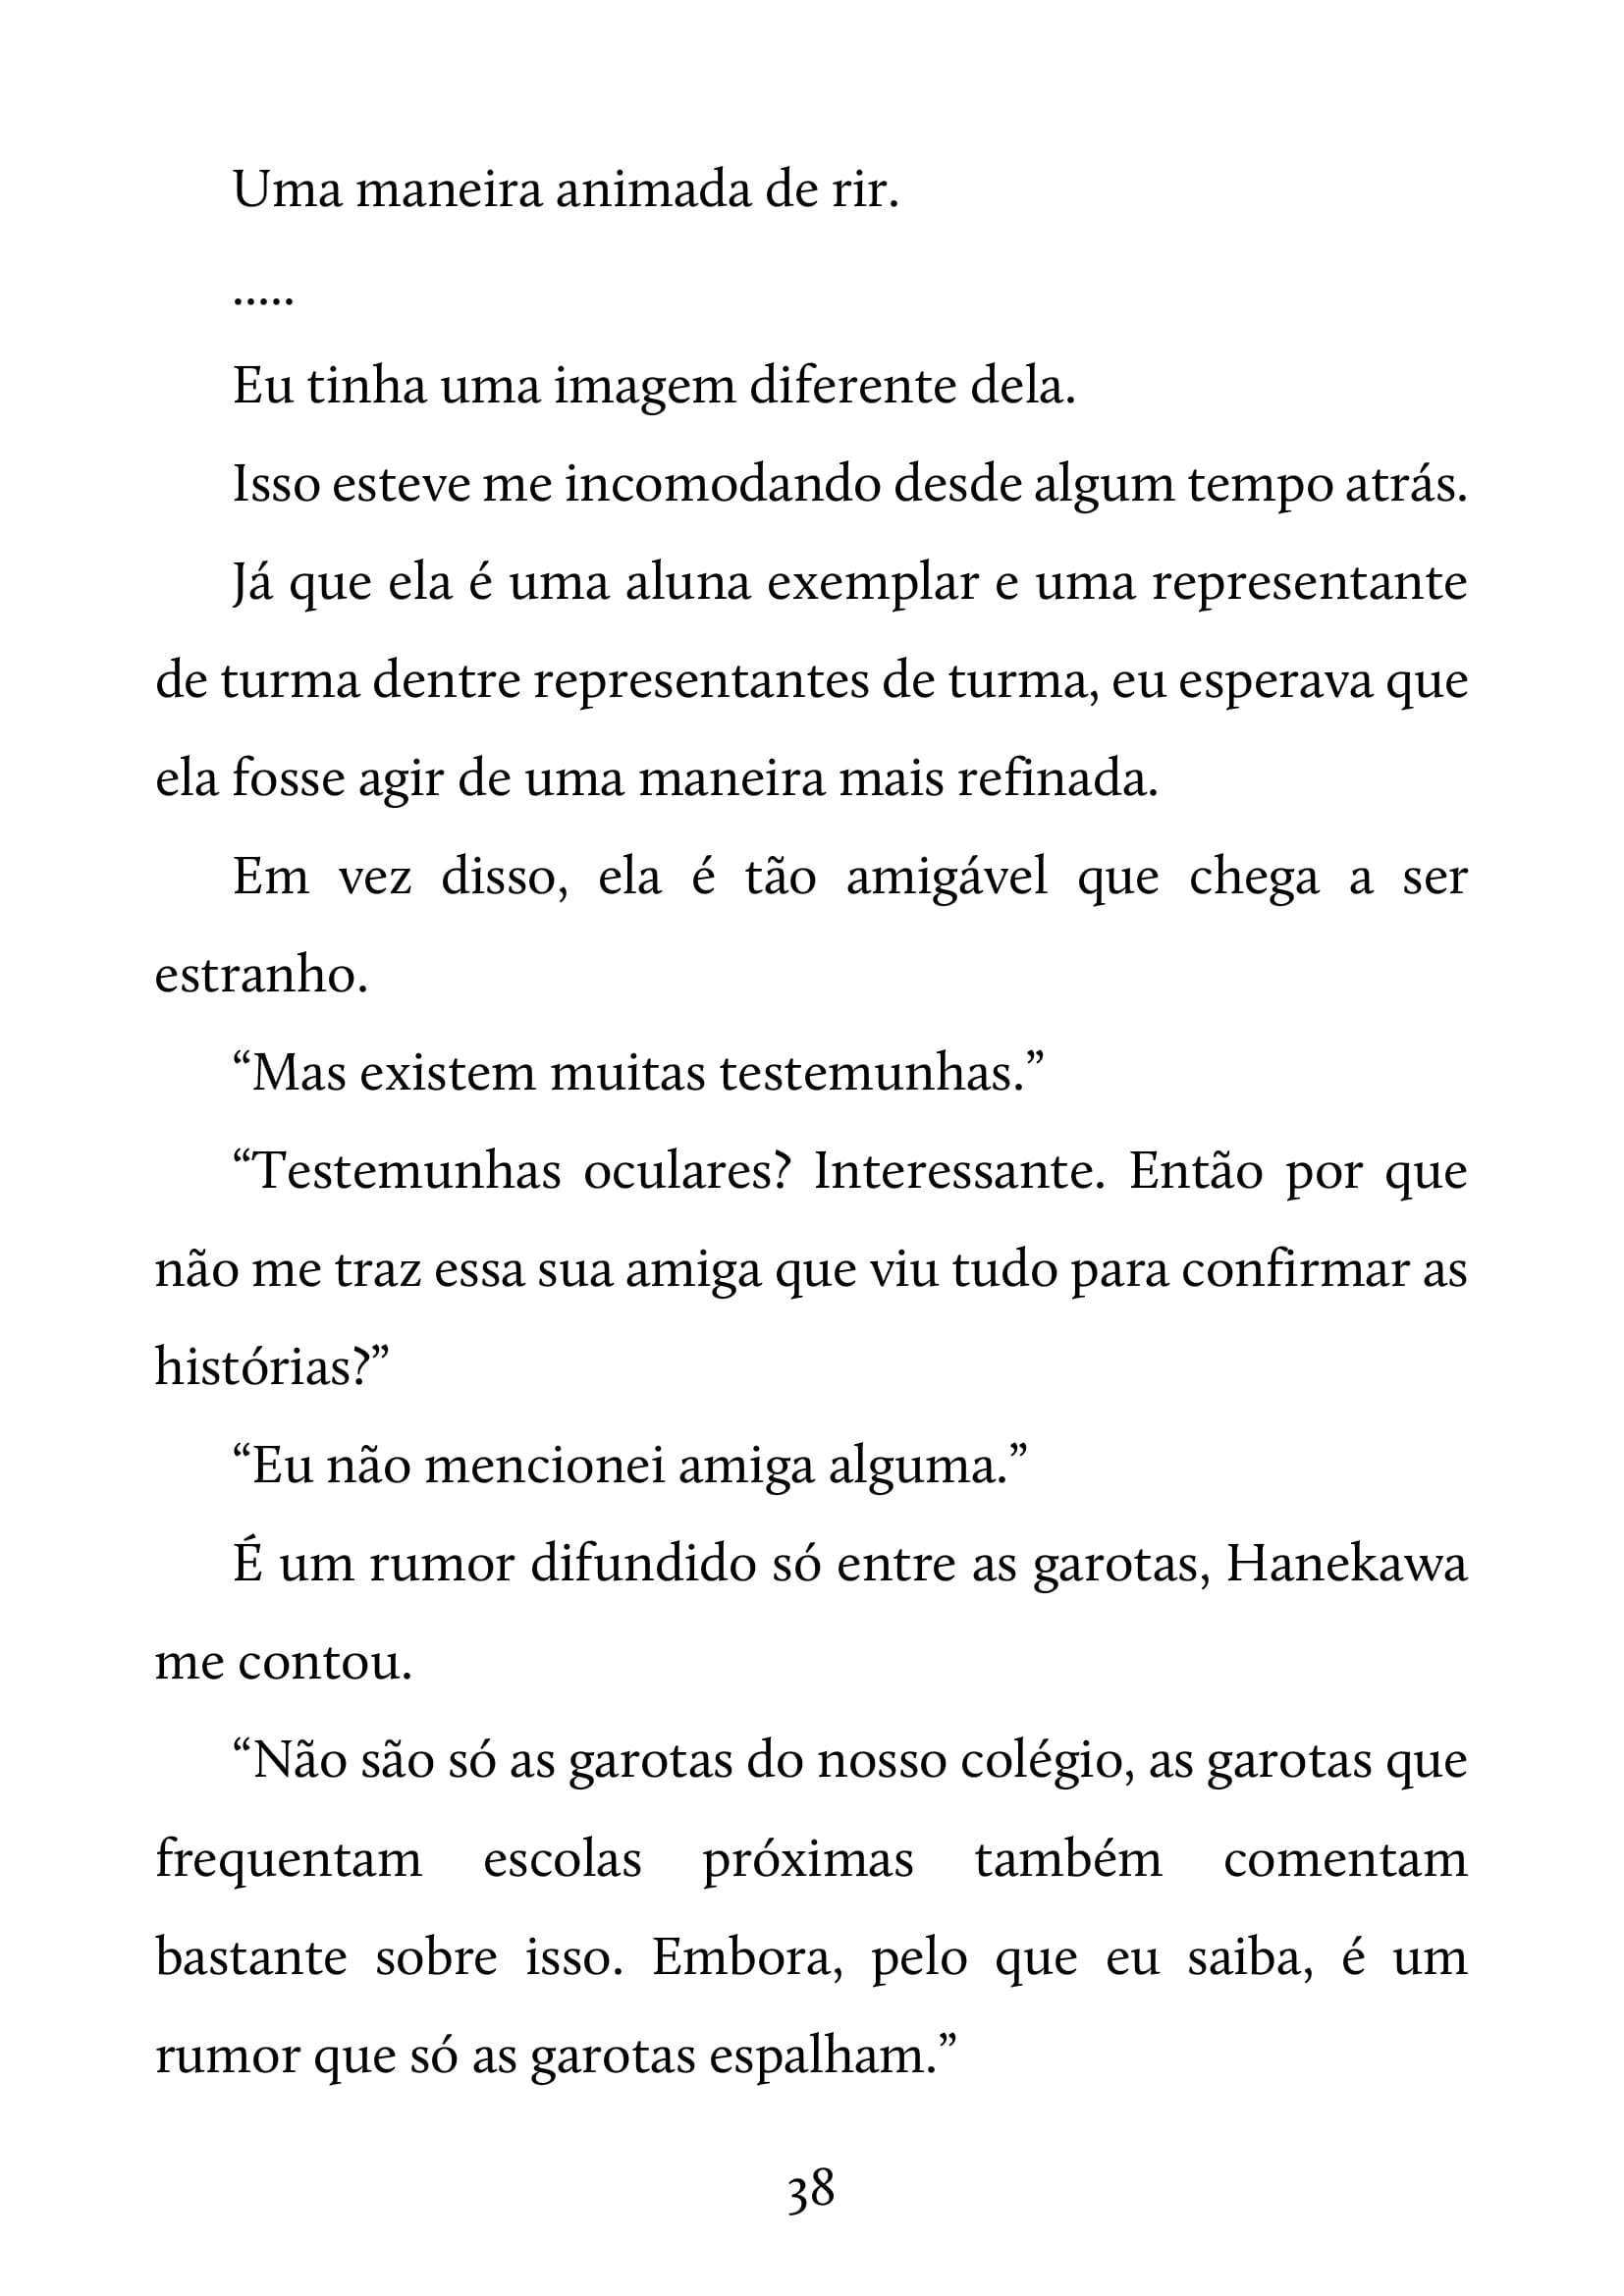 Uma maneira animada de rir.
.....
Eu tinha uma imagem diferente dela.
Isso esteve me incomodando desde algum tempo atrás.
Já que ela é uma aluna exemplar e uma representante
de turma dentre representantes de turma, eu esperava que
ela fosse agir de uma maneira mais refinada.
Em vez disso, ela é tão amigável que chega a ser
estranho.
“Mas existem muitas testemunhas.”
“Testemunhas oculares? Interessante. Então por que
não me traz essa sua amiga que viu tudo para confirmar as
histórias?”
“Eu não mencionei amiga alguma.”
É um rumor difundido só entre as garotas, Hanekawa
me contou.
“Não são só as garotas do nosso colégio, as garotas que
frequentam escolas próximas também comentam
bastante sobre isso. Embora, pelo que eu saiba, é um
rumor que só as garotas espalham.”
38